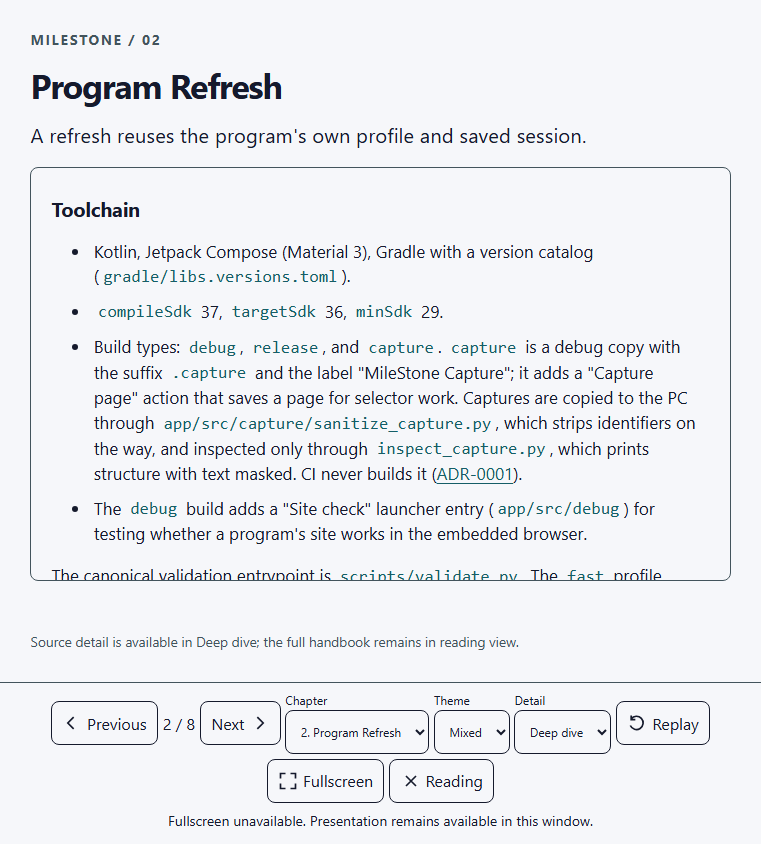 MILESTONE / 02
Program Refresh
A refresh reuses the program's own profile and saved session.
Toolchain
Kotlin, Jetpack Compose (Material 3), Gradle with a version catalog
(gradle/libs.versions.toml).
compileSdk 37, targetSdk 36, minSdk 29.
Build types: debug, release, and capture. capture is a debug copy with
the suffix .capture and the label "MileStone Capture"; it adds a "Capture
page" action that saves a page for selector work. Captures are copied to the PC
through app/src/capture/sanitize_capture.py, which strips identifiers on
the way, and inspected only through inspect_capture.py, which prints
structure with text masked. CI never builds it (ADR-0001).
The debug build adds a "Site check" launcher entry (app/src/debug) for
testing whether a program's site works in the embedded browser.
The canonical validation entrypoint is scripts/validate.py. The fast profile
Source detail is available in Deep dive; the full handbook remains in reading view.
Chapter Theme Detail
Previous 2 / 8 Next 2. Program Refresh Mixed Deep dive Replay
Fullscreen Reading
Fullscreen unavailable. Presentation remains available in this window.